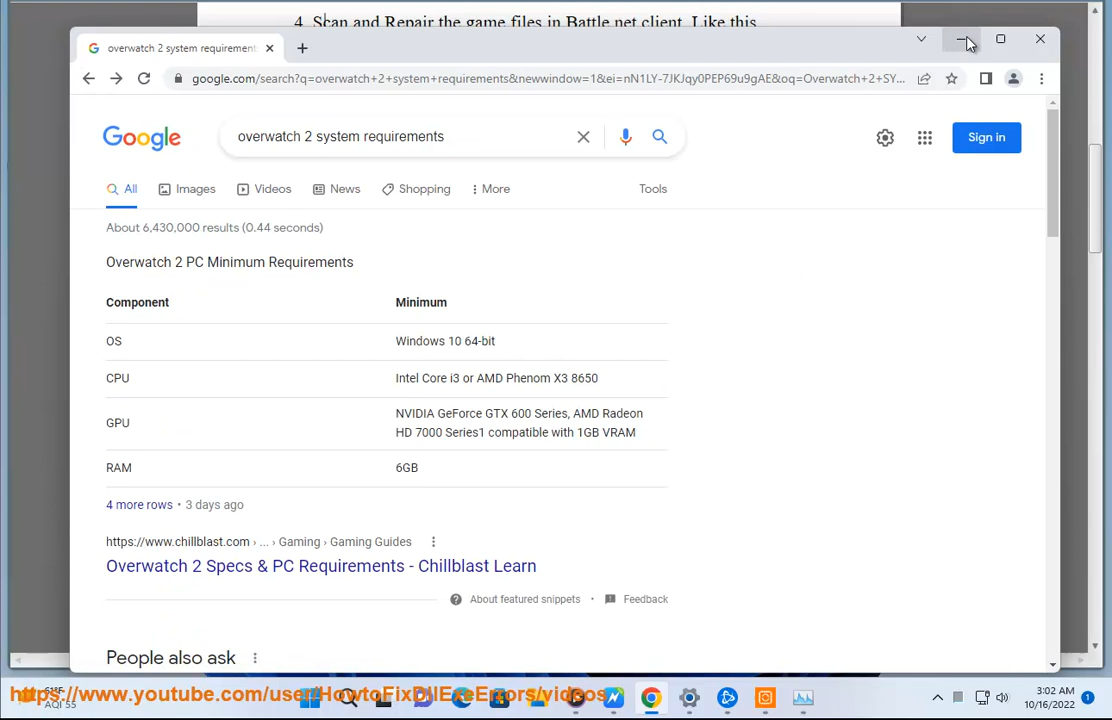 4. Scan and Repair the game files in Battle.net client. Like this
overwatch 2 system requirement
google.com/search?q=overwatch+2+system+requirements&newwindow=1&ei=nN1LY-7JKJqy0PEP69u9gAE&oq=Overwatch+2+SY...
Google
overwatch 2 system requirements
Sign in
All Images Videos News Shopping More Tools
About 6,430,000 results (0.44 seconds)
Overwatch 2 PC Minimum Requirements
Component Minimum
OS Windows 10 64-bit
CPU Intel Core i3 or AMD Phenom X3 8650
GPU NVIDIA GeForce GTX 600 Series, AMD Radeon
HD 7000 Series1 compatible with 1GB VRAM
RAM 6GB
4 more rows • 3 days ago
https://www.chillblast.com › ... › Gaming › Gaming Guides
Overwatch 2 Specs & PC Requirements - Chillblast Learn
About featured snippets • Feedback
People also ask
https://www.youtube.com/user/HowtoFixDllExeErrors/videos
AQI 55
3:02 AM
10/16/2022
1